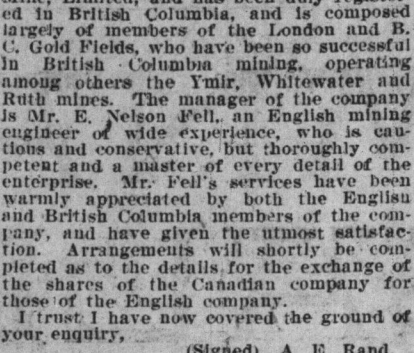 ed in British Columbia, and is composed
largely of members of the London and B.
C. Gold Fields, who have been so successful
in British Columbia mining, operating
among others the Ymir, Whitewater and
Ruth mines. The manager of the company
is Mr. E. Nelson Fell, an English mining
engineer of wide experience, who is cau-
tious and conservative, but thoroughly com-
petent and a master of every detail of the
enterprise. Mr. Fell's services have been
warmly appreciated by both the English
and British Columbia members of the com-
pany, and have given the utmost satisfac-
tion. Arrangements will shortly be com-
pleted as to the details for the exchange of
the shares of the Canadian company for
those of the English company.
I trust I have now covered the ground of
your enquiry,
(Signed) A. E. Rand